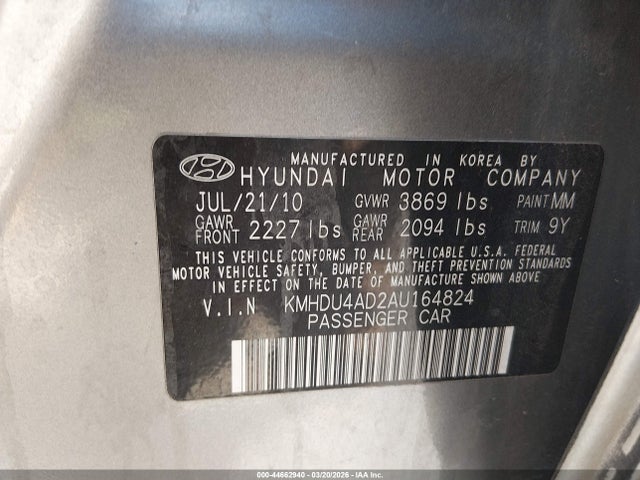 MANUFACTURED IN KOREA BY
HYUNDAI MOTOR COMPANY
JUL/21/10 GVWR 3869 lbs PAINT MM
GAWR FRONT 2227 lbs GAWR REAR 2094 lbs TRIM 9Y
THIS VEHICLE CONFORMS TO ALL APPLICABLE U.S.A. FEDERAL
MOTOR VEHICLE SAFETY, BUMPER, AND THEFT PREVENTION STANDARDS
IN EFFECT ON THE DATE OF MANUFACTURE SHOWN ABOVE.
V.I.N KMHDU4AD2AU164824
PASSENGER CAR
000-44662940 - 03/20/2026 - IAA Inc.